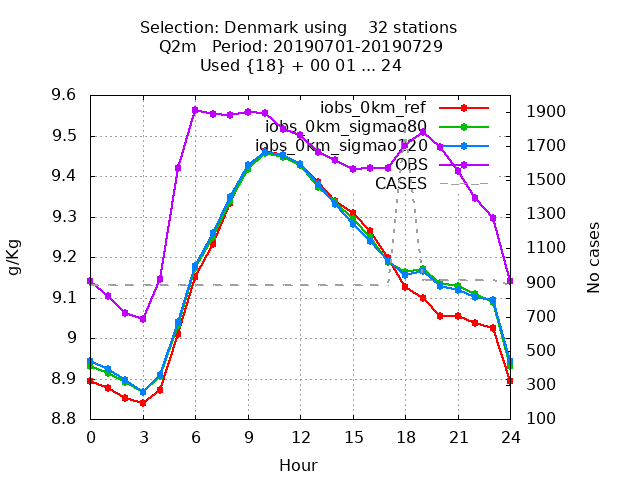 Selection: Denmark using    32 stations
Q2m   Period: 20190701-20190729
Used {18} + 00 01 ... 24
9.6
9.5
9.4
9.3
9.2
9.1
9
8.9
8.8
g/Kg
iobs_0km_ref
iobs_0km_sigmao80
iobs_0km_sigmao120
OBS
CASES
1900
1700
1500
1300
1100
900
700
500
300
100
No cases
0 3 6 9 12 15 18 21 24
Hour